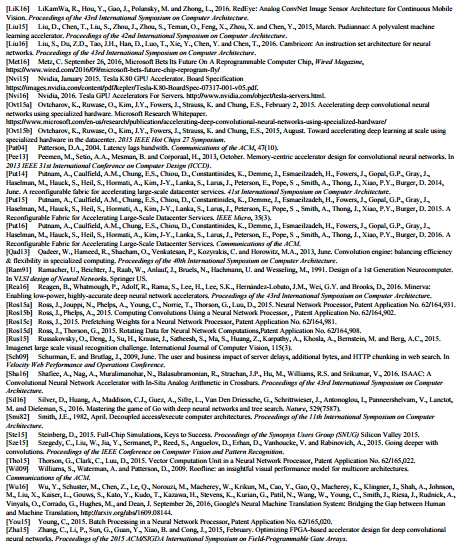 [LiK16] LiKamWa, R., Hou, Y., Gao, J., Polansky, M. and Zhong, L., 2016. RedEye: Analog ConvNet Image Sensor Architecture for Continuous Mobile
Vision. Proceedings of the 43rd International Symposium on Computer Architecture.
[Liu15] Liu, D., Chen, T., Liu, S., Zhou, J., Zhou, S., Teman, O., Feng, X., Zhou, X. and Chen, Y., 2015, March. Pudiannao: A polyvalent machine
learning accelerator. Proceedings of the 42nd International Symposium on Computer Architecture.
[Liu16] Liu, S., Du, Z.D., Tao, J.H., Han, D., Luo, T., Xie, Y., Chen, Y. and Chen, T., 2016. Cambricon: An instruction set architecture for neural
networks. Proceedings of the 43rd International Symposium on Computer Architecture.
[Met16] Metz, C. September 26, 2016, Microsoft Bets Its Future On A Reprogrammable Computer Chip, Wired Magazine,
https://www.wired.com/2016/09/microsoft-bets-future-chip-reprogram-fly/
[Nvi15] Nvidia, January 2015. Tesla K80 GPU Accelerator. Board Specification
https://images.nvidia.com/content/pdf/kepler/Tesla-K80-BoardSpec-07317-001-v05.pdf.
[Nvi16] Nvidia, 2016. Tesla GPU Accelerators For Servers. http://www.nvidia.com/object/tesla-servers.html.
[Ovt15a] Ovtcharov, K., Ruwase, O., Kim, J.Y., Fowers, J., Strauss, K. and Chung, E.S., February 2, 2015. Accelerating deep convolutional neural
networks using specialized hardware. Microsoft Research Whitepaper.
https://www.microsoft.com/en-us/research/publication/accelerating-deep-convolutional-neural-networks-using-specialized-hardware/
[Ovt15b] Ovtcharov, K., Ruwase, O., Kim, J.Y., Fowers, J., Strauss, K. and Chung, E.S., 2015, August. Toward accelerating deep learning at scale using
specialized hardware in the datacenter. 2015 IEEE Hot Chips 27 Symposium.
[Pat04] Patterson, D.A., 2004. Latency lags bandwith. Communications of the ACM, 47(10).
[Pee13] Peemen, M., Setio, A.A., Mesman, B. and Corporaal, H., 2013, October. Memory-centric accelerator design for convolutional neural networks. In
2013 IEEE 31st International Conference on Computer Design (ICCD).
[Put14] Putnam, A., Caulfield, A.M., Chung, E.S., Chiou, D., Constantinides, K., Demme, J., Esmaeilzadeh, H., Fowers, J., Gopal, G.P., Gray, J.,
Haselman, M., Hauck, S., Heil, S., Hormati, A., Kim, J-Y., Lanka, S., Larus, J., Peterson, E., Pope, S., Smith, A., Thong, J., Xiao, P.Y., Burger, D. 2014,
June. A reconfigurable fabric for accelerating large-scale datacenter services. 41st International Symposium on Computer Architecture.
[Put15] Putnam, A., Caulfield, A.M., Chung, E.S., Chiou, D., Constantinides, K., Demme, J., Esmaeilzadeh, H., Fowers, J., Gopal, G.P., Gray, J.,
Haselman, M., Hauck, S., Heil, S., Hormati, A., Kim, J-Y., Lanka, S., Larus, J., Peterson, E., Pope, S., Smith, A., Thong, J., Xiao, P.Y., Burger, D. 2015. A
Reconfigurable Fabric for Accelerating Large-Scale Datacenter Services. IEEE Micro, 35(3).
[Put16] Putnam, A., Caulfield, A.M., Chung, E.S., Chiou, D., Constantinides, K., Demme, J., Esmaeilzadeh, H., Fowers, J., Gopal, G.P., Gray, J.,
Haselman, M., Hauck, S., Heil, S., Hormati, A., Kim, J-Y., Lanka, S., Larus, J., Peterson, E., Pope, S., Smith, A., Thong, J., Xiao, P.Y., Burger, D. 2016. A
Reconfigurable Fabric for Accelerating Large-Scale Datacenter Services. Communications of the ACM.
[Qad13] Qadeer, W., Hameed, R., Shacham, O., Venkatesan, P., Kozyrakis, C. and Horowitz, M.A., 2013, June. Convolution engine: balancing efficiency
& flexibility in specialized computing. Proceedings of the 40th International Symposium on Computer Architecture.
[Ram91] Ramacher, U., Beichter, J., Raab, W., Anlauf, J., Bruels, N., Hachmann, U. and Wesseling, M., 1991. Design of a 1st Generation Neurocomputer.
In VLSI design of Neural Networks. Springer US.
[Rea16] Reagen, B., Whatmough, P., Adolf, R., Rama, S., Lee, H., Lee, S.K., Hernández-Lobato, J.M., Wei, G.Y. and Brooks, D., 2016. Minerva:
Enabling low-power, highly-accurate deep neural network accelerators. Proceedings of the 43rd International Symposium on Computer Architecture.
[Ros15a] Ross, J., Jouppi, N., Phelps, A., Young, C., Norrie, T., Thorson, G., Luu, D., 2015. Neural Network Processor, Patent Application No. 62/164,931.
[Ros15b] Ross, J., Phelps, A., 2015. Computing Convolutions Using a Neural Network Processor, , Patent Application No. 62/164,902.
[Ros15c] Ross, J., 2015. Prefetching Weights for a Neural Network Processor, Patent Application No. 62/164,981.
[Ros15d] Ross, J., Thorson, G., 2015. Rotating Data for Neural Network Computations,Patent Application No. 62/164,908.
[Rus15] Russakovsky, O., Deng, J., Su, H., Krause, J., Satheesh, S., Ma, S., Huang, Z., Karpathy, A., Khosla, A., Bernstein, M. and Berg, A.C., 2015.
Imagenet large scale visual recognition challenge. International Journal of Computer Vision, 115(3).
[Sch09] Schurman, E. and Brutlag, J., 2009, June. The user and business impact of server delays, additional bytes, and HTTP chunking in web search. In
Velocity Web Performance and Operations Conference.
[Sha16] Shafiee, A., Nag, A., Muralimanohar, N., Balasubramonian, R., Strachan, J.P., Hu, M., Williams, R.S. and Srikumar, V., 2016. ISAAC: A
Convolutional Neural Network Accelerator with In-Situ Analog Arithmetic in Crossbars. Proceedings of the 43rd International Symposium on Computer
Architecture.
[Sil16] Silver, D., Huang, A., Maddison, C.J., Guez, A., Sifre, L., Van Den Driessche, G., Schrittwieser, J., Antonoglou, I., Panneershelvam, V., Lanctot,
M. and Dieleman, S., 2016. Mastering the game of Go with deep neural networks and tree search. Nature, 529(7587).
[Smi82] Smith, J.E., 1982, April. Decoupled access/execute computer architectures. Proceedings of the 11th International Symposium on Computer
Architecture.
[Ste15] Steinberg, D., 2015. Full-Chip Simulations, Keys to Success. Proceedings of the Synopsys Users Group (SNUG) Silicon Valley 2015.
[Sze15] Szegedy, C., Liu, W., Jia, Y., Sermanet, P., Reed, S., Anguelov, D., Erhan, D., Vanhoucke, V. and Rabinovich, A., 2015. Going deeper with
convolutions. Proceedings of the IEEE Conference on Computer Vision and Pattern Recognition.
[Tho15] Thorson, G., Clark, C., Luu, D., 2015. Vector Computation Unit in a Neural Network Processor, Patent Application No. 62/165,022.
[Wil09] Williams, S., Waterman, A. and Patterson, D., 2009. Roofline: an insightful visual performance model for multicore architectures.
Communications of the ACM.
[Wu16] Wu, Y., Schuster, M., Chen, Z., Le, Q., Norouzi, M., Macherey, W., Krikun, M., Cao, Y., Gao, Q., Macherey, K., Klingner, J., Shah, A., Johnson,
M., Liu, X., Kaiser, L., Gouws, S., Kato, Y., Kudo, T., Kazawa, H., Stevens, K., Kurian, G., Patil, N., Wang, W., Young, C., Smith, J., Riesa, J., Rudnick, A.,
Vinyals, O., Corrado, G., Hughes, M., and Dean, J. September 26, 2016, Google's Neural Machine Translation System: Bridging the Gap between Human
and Machine Translation, http://arxiv.org/abs/1609.08144.
[You15] Young, C., 2015. Batch Processing in a Neural Network Processor, Patent Application No. 62/165,020.
[Zha15] Zhang, C., Li, P., Sun, G., Guan, Y., Xiao, B. and Cong, J., 2015, February. Optimizing FPGA-based accelerator design for deep convolutional
neural networks. Proceedings of the 2015 ACM/SIGDA International Symposium on Field-Programmable Gate Arrays.